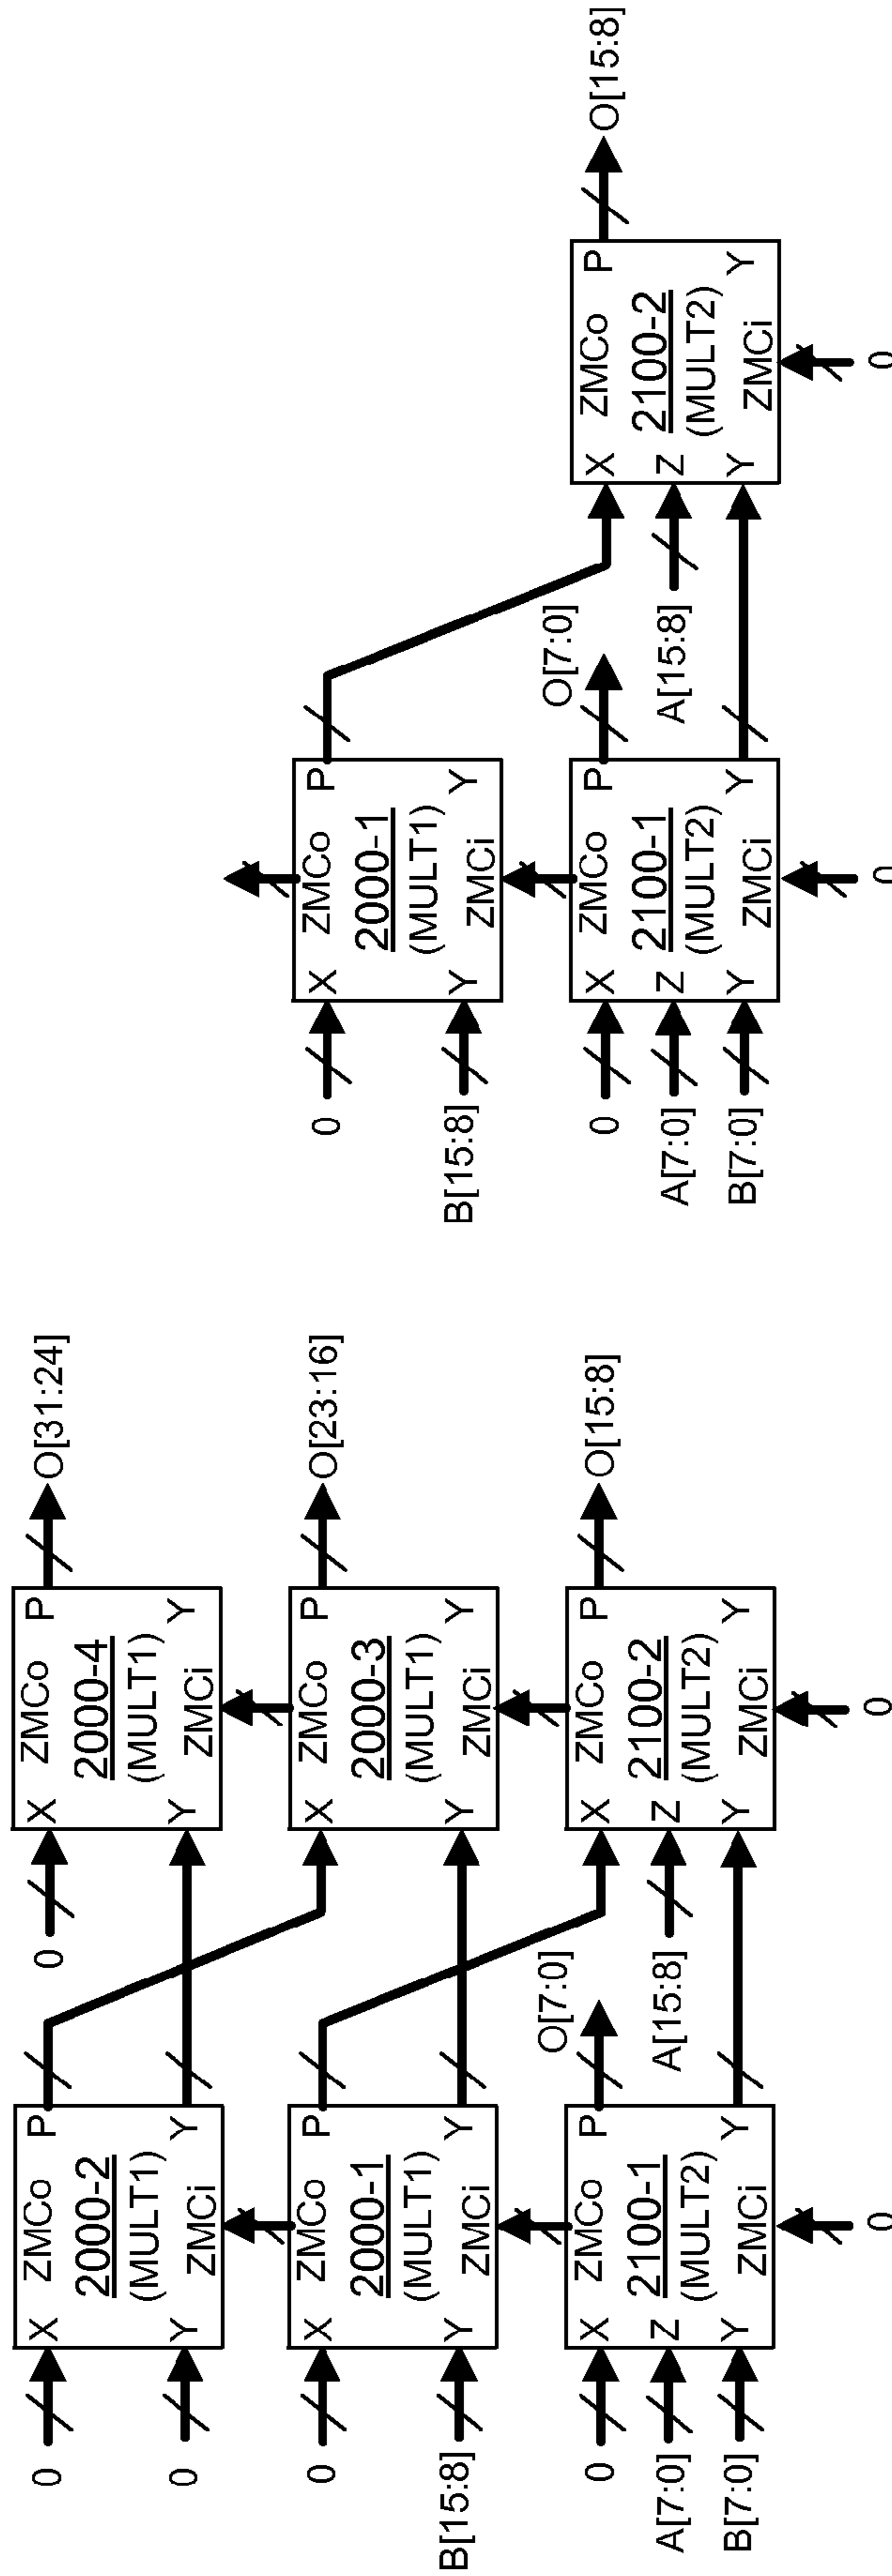 0
X
ZMCo
P
2000-2
(MULT1)
0
Y
ZMCi
Y
0
X
ZMCo
P
2000-4
(MULT1)
Y
ZMCi
Y
O[31:24]
0
X
ZMCo
P
2000-1
(MULT1)
B[15:8]
Y
ZMCi
Y
X
ZMCo
P
2000-3
(MULT1)
Y
ZMCi
Y
O[23:16]
0
X
ZMCo
P
O[7:0]
A[7:0]
Z
2100-1
(MULT2)
B[7:0]
Y
ZMCi
Y
0
X
ZMCo
P
A[15:8]
Z
2100-2
(MULT2)
Y
ZMCi
Y
0
O[15:8]
0
X
ZMCo
P
2000-1
(MULT1)
B[15:8]
Y
ZMCi
Y
0
X
ZMCo
P
O[7:0]
A[7:0]
Z
2100-1
(MULT2)
B[7:0]
Y
ZMCi
Y
0
X
ZMCo
P
A[15:8]
Z
2100-2
(MULT2)
Y
ZMCi
Y
0
O[15:8]